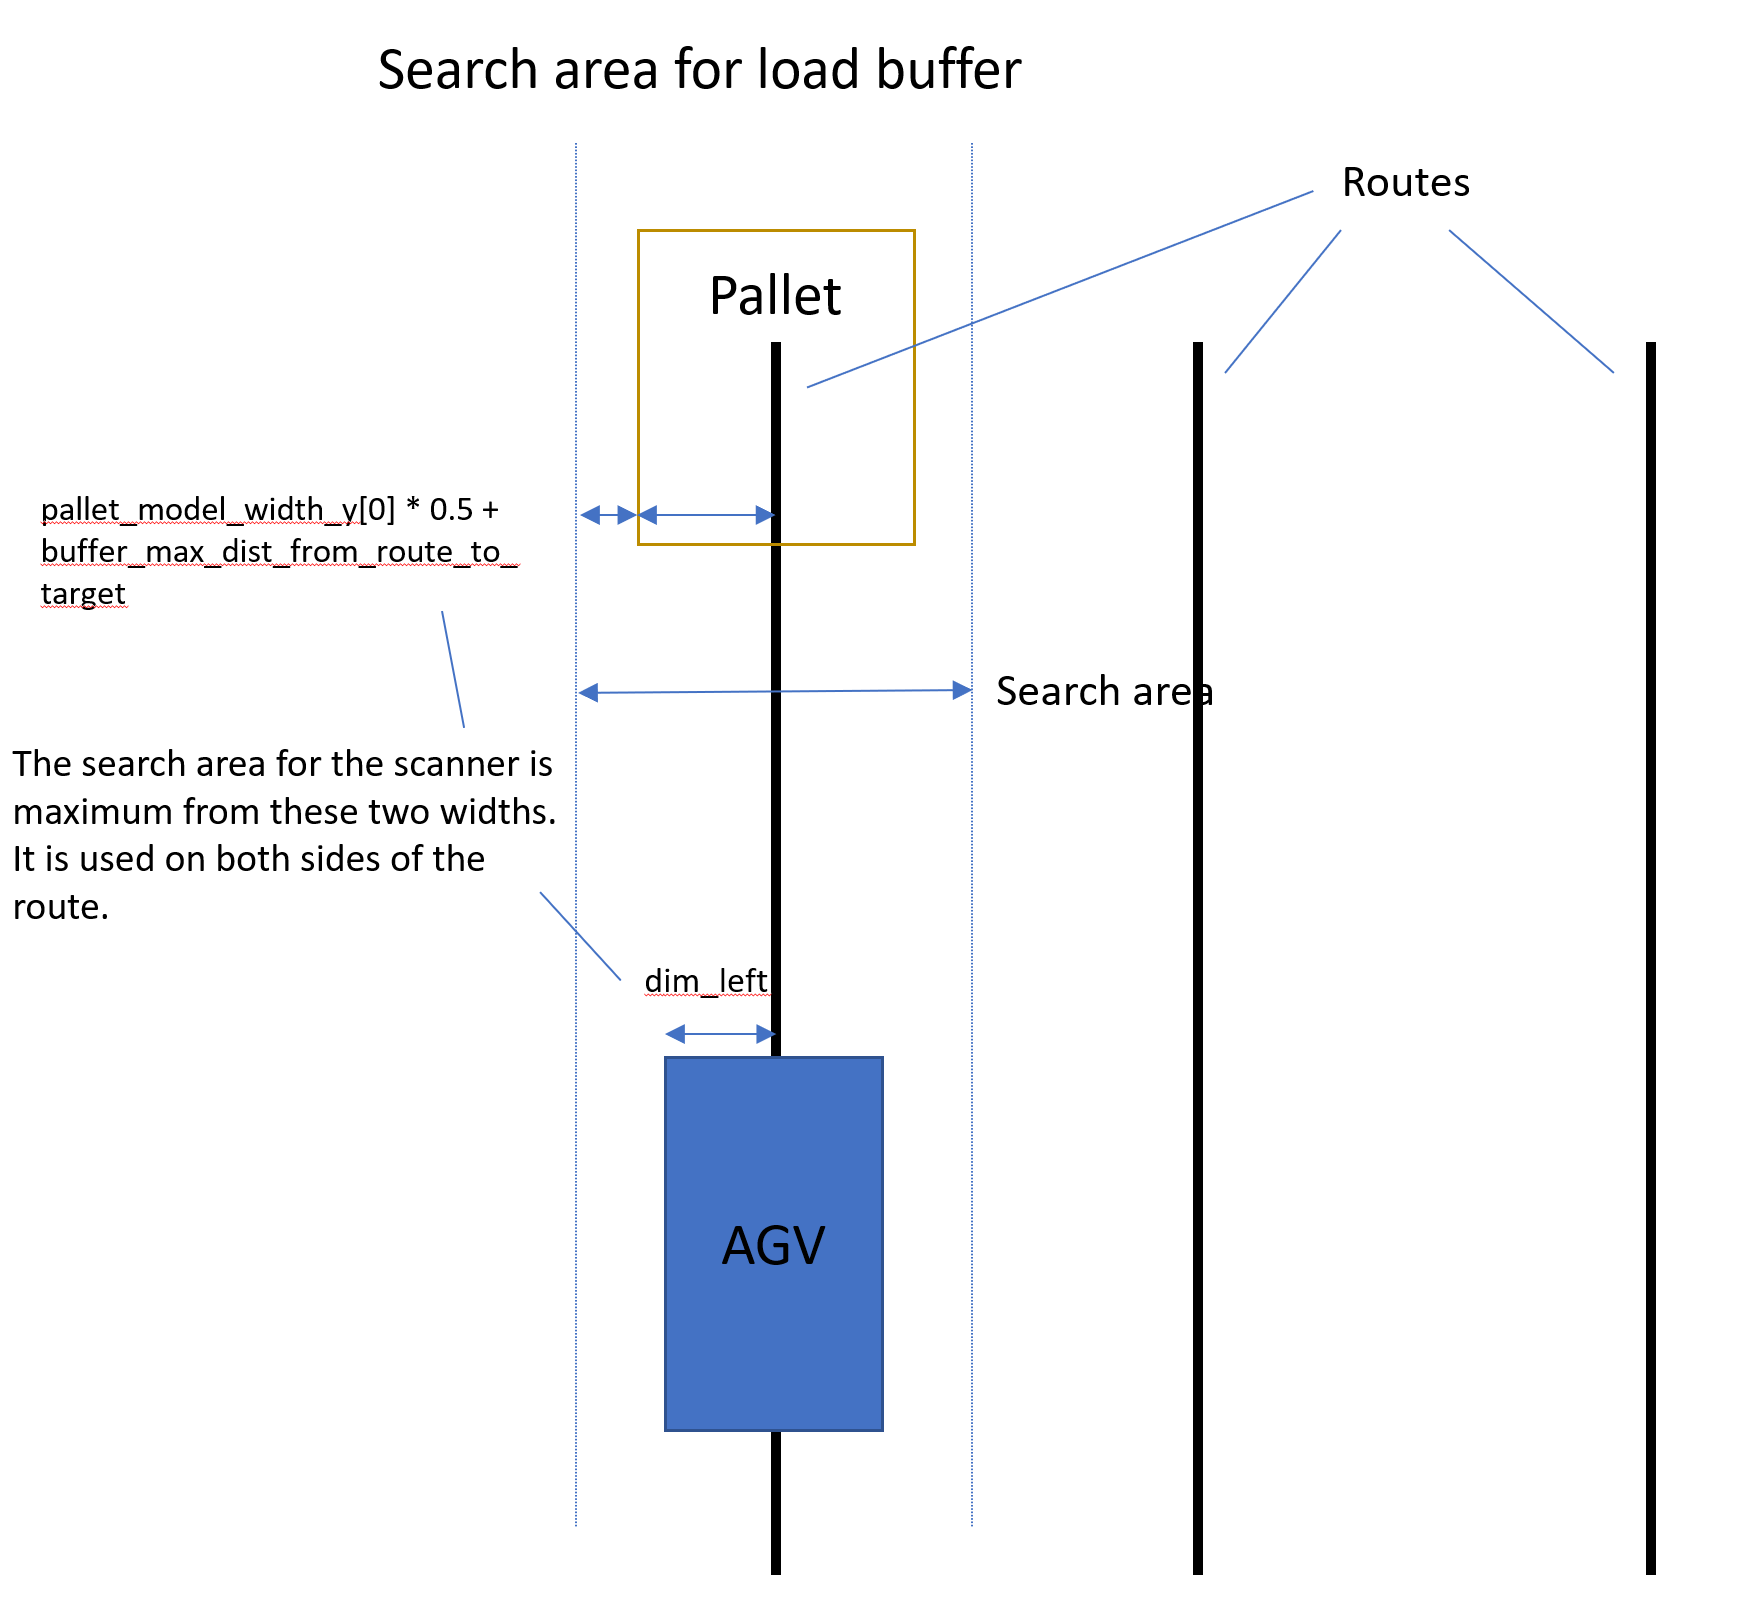 Search area for load buffer
Routes
Pallet
pallet_model_width_y[0] * 0.5 +
buffer_max_dist_from_route_to_
target
Search area
The search area for the scanner is
maximum from these two widths.
It is used on both sides of the
route.
dim_left
AGV